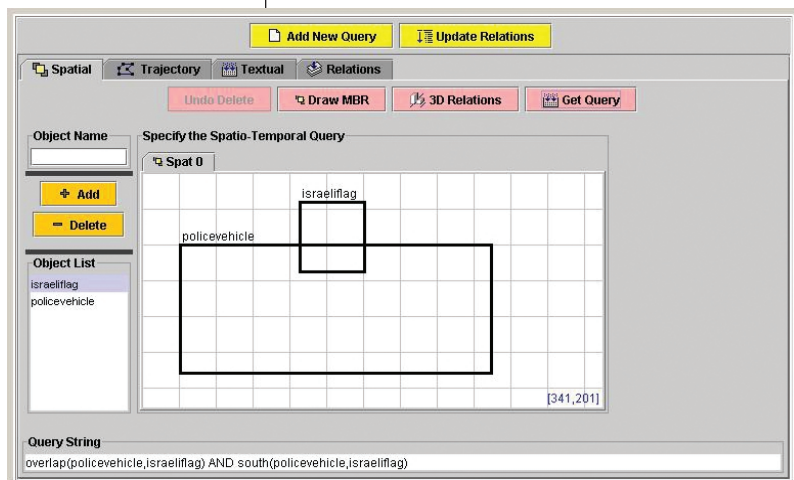 Add New Query Update Relations
Spatial Trajectory Textual Relations
Undo Delete Draw MBR 3D Relations Get Query
Object Name
Specify the Spatio-Temporal Query
Spat 0
Add
Delete
israeliflag
policevehicle
Object List
israeliflag
policevehicle
[341,201]
Query String
overlap(policevehicle,israeliflag) AND south(policevehicle,israeliflag)